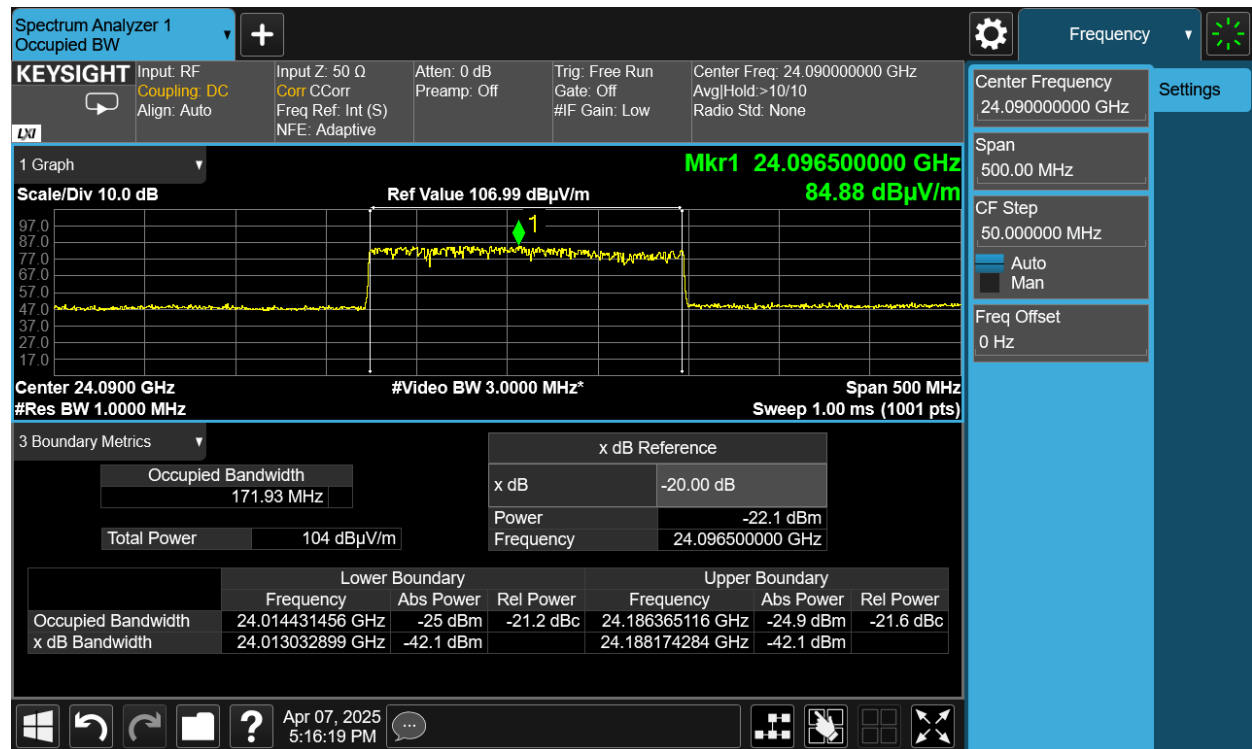 Spectrum Analyzer 1
Occupied BW
Frequency
KEYSIGHT
LXI
Input: RF
Coupling: DC
Align: Auto
Input Z: 50 Ω
Corr CCorr
Freq Ref: Int (S)
NFE: Adaptive
Atten: 0 dB
Preamp: Off
Trig: Free Run
Gate: Off
#IF Gain: Low
Center Freq: 24.090000000 GHz
Avg|Hold:>10/10
Radio Std: None
Center Frequency
24.090000000 GHz
Settings
Span
500.00 MHz
CF Step
50.000000 MHz
Auto
Man
Freq Offset
0 Hz
1 Graph
Mkr1 24.096500000 GHz
Scale/Div 10.0 dB
Ref Value 106.99 dBµV/m
84.88 dBµV/m
1
97.0
87.0
77.0
67.0
57.0
47.0
37.0
27.0
17.0
Center 24.0900 GHz
#Video BW 3.0000 MHz*
Span 500 MHz
#Res BW 1.0000 MHz
Sweep 1.00 ms (1001 pts)
3 Boundary Metrics
Occupied Bandwidth
171.93 MHz
Total Power 104 dBµV/m
x dB Reference
x dB -20.00 dB
Power -22.1 dBm
Frequency 24.096500000 GHz
Lower Boundary Upper Boundary
Frequency Abs Power Rel Power Frequency Abs Power Rel Power
Occupied Bandwidth 24.014431456 GHz -25 dBm -21.2 dBc 24.186365116 GHz -24.9 dBm -21.6 dBc
x dB Bandwidth 24.013032899 GHz -42.1 dBm 24.188174284 GHz -42.1 dBm
?
Apr 07, 2025
5:16:19 PM